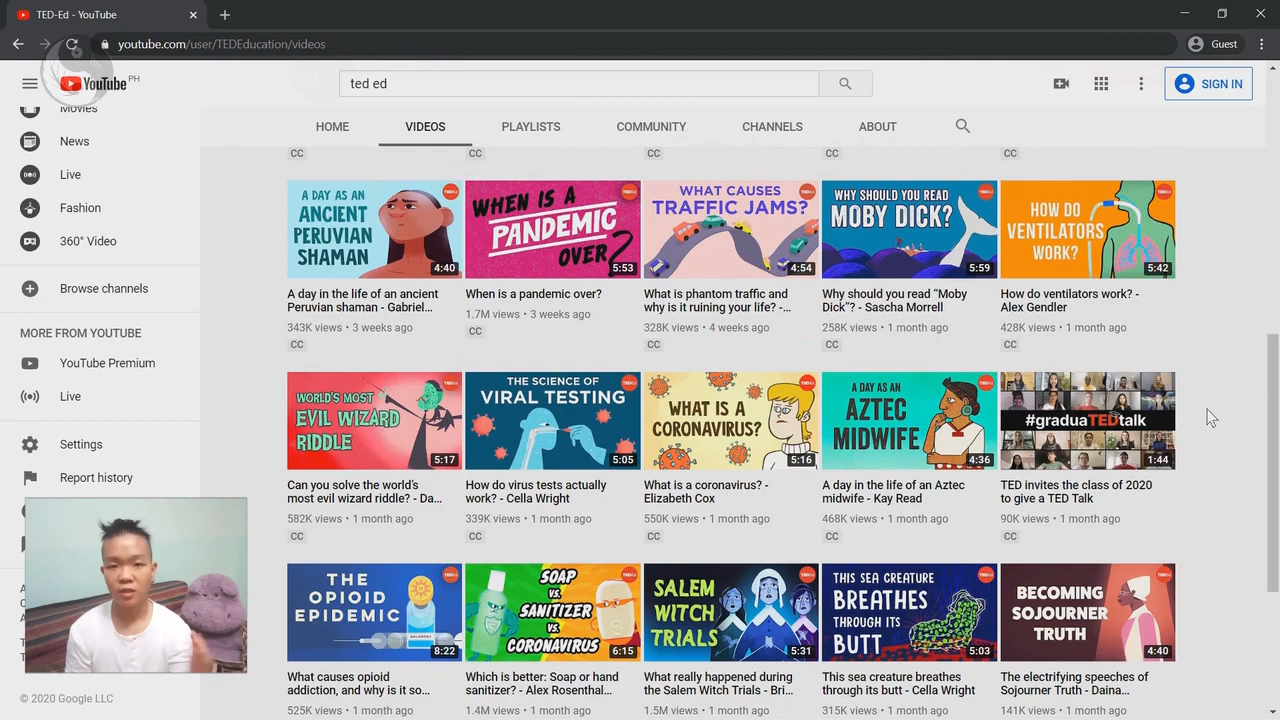 TED-Ed - YouTube
youtube.com/user/TEDEducation/videos
Guest
YouTube PH
ted ed
SIGN IN
Movies
News
Live
Fashion
360° Video
Browse channels
MORE FROM YOUTUBE
YouTube Premium
Live
Settings
Report history
© 2020 Google LLC
HOME VIDEOS PLAYLISTS COMMUNITY CHANNELS ABOUT
CC CC CC CC CC
A DAY AS AN
ANCIENT
PERUVIAN
SHAMAN
4:40
A day in the life of an ancient
Peruvian shaman - Gabriel...
343K views • 3 weeks ago
CC
WHEN IS A
PANDEMIC
OVER?
5:53
When is a pandemic over?
1.7M views • 3 weeks ago
CC
WHAT CAUSES
TRAFFIC JAMS?
4:54
What is phantom traffic and
why is it ruining your life? -...
328K views • 4 weeks ago
CC
WHY SHOULD YOU READ
MOBY DICK?
5:59
Why should you read “Moby
Dick”? - Sascha Morrell
258K views • 1 month ago
CC
HOW DO
VENTILATORS
WORK?
5:42
How do ventilators work? -
Alex Gendler
428K views • 1 month ago
CC
WORLD'S MOST
EVIL WIZARD
RIDDLE
5:17
Can you solve the world’s
most evil wizard riddle? - Da...
582K views • 1 month ago
CC
THE SCIENCE OF
VIRAL TESTING
5:05
How do virus tests actually
work? - Cella Wright
339K views • 1 month ago
CC
WHAT IS A
CORONAVIRUS?
5:16
What is a coronavirus? -
Elizabeth Cox
550K views • 1 month ago
CC
A DAY AS AN
AZTEC
MIDWIFE
4:36
A day in the life of an Aztec
midwife - Kay Read
468K views • 1 month ago
CC
#graduaTEDtalk
1:44
TED invites the class of 2020
to give a TED Talk
90K views • 1 month ago
CC
THE
OPIOID
EPIDEMIC
NALOXONE
8:22
What causes opioid
addiction, and why is it so...
525K views • 1 month ago
SOAP
VS.
SANITIZER
VS.
CORONAVIRUS
6:15
Which is better: Soap or hand
sanitizer? - Alex Rosenthal...
1.4M views • 1 month ago
SALEM
WITCH
TRIALS
5:31
What really happened during
the Salem Witch Trials - Bri...
1.5M views • 1 month ago
THIS SEA CREATURE
BREATHES
THROUGH ITS
BUTT
5:03
This sea creature breathes
through its butt - Cella Wright
315K views • 1 month ago
BECOMING
SOJOURNER
TRUTH
4:40
The electrifying speeches of
Sojourner Truth - Daina...
141K views • 1 month ago